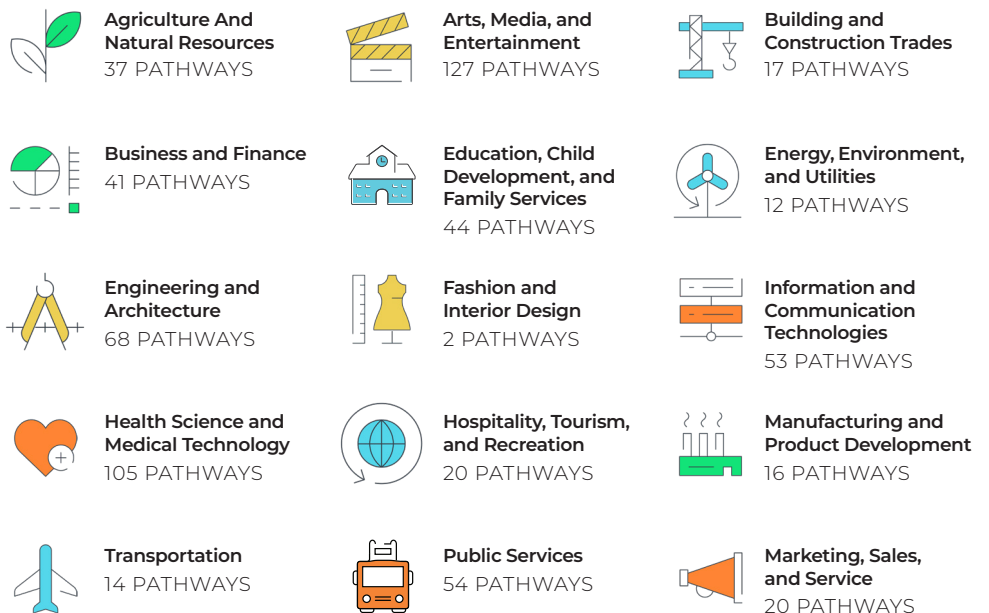 Agriculture And
Natural Resources
37 PATHWAYS
Arts, Media, and
Entertainment
127 PATHWAYS
Building and
Construction Trades
17 PATHWAYS
Business and Finance
41 PATHWAYS
Education, Child
Development, and
Family Services
44 PATHWAYS
Energy, Environment,
and Utilities
12 PATHWAYS
Engineering and
Architecture
68 PATHWAYS
Fashion and
Interior Design
2 PATHWAYS
Information and
Communication
Technologies
53 PATHWAYS
Health Science and
Medical Technology
105 PATHWAYS
Hospitality, Tourism,
and Recreation
20 PATHWAYS
Manufacturing and
Product Development
16 PATHWAYS
Transportation
14 PATHWAYS
Public Services
54 PATHWAYS
Marketing, Sales,
and Service
20 PATHWAYS